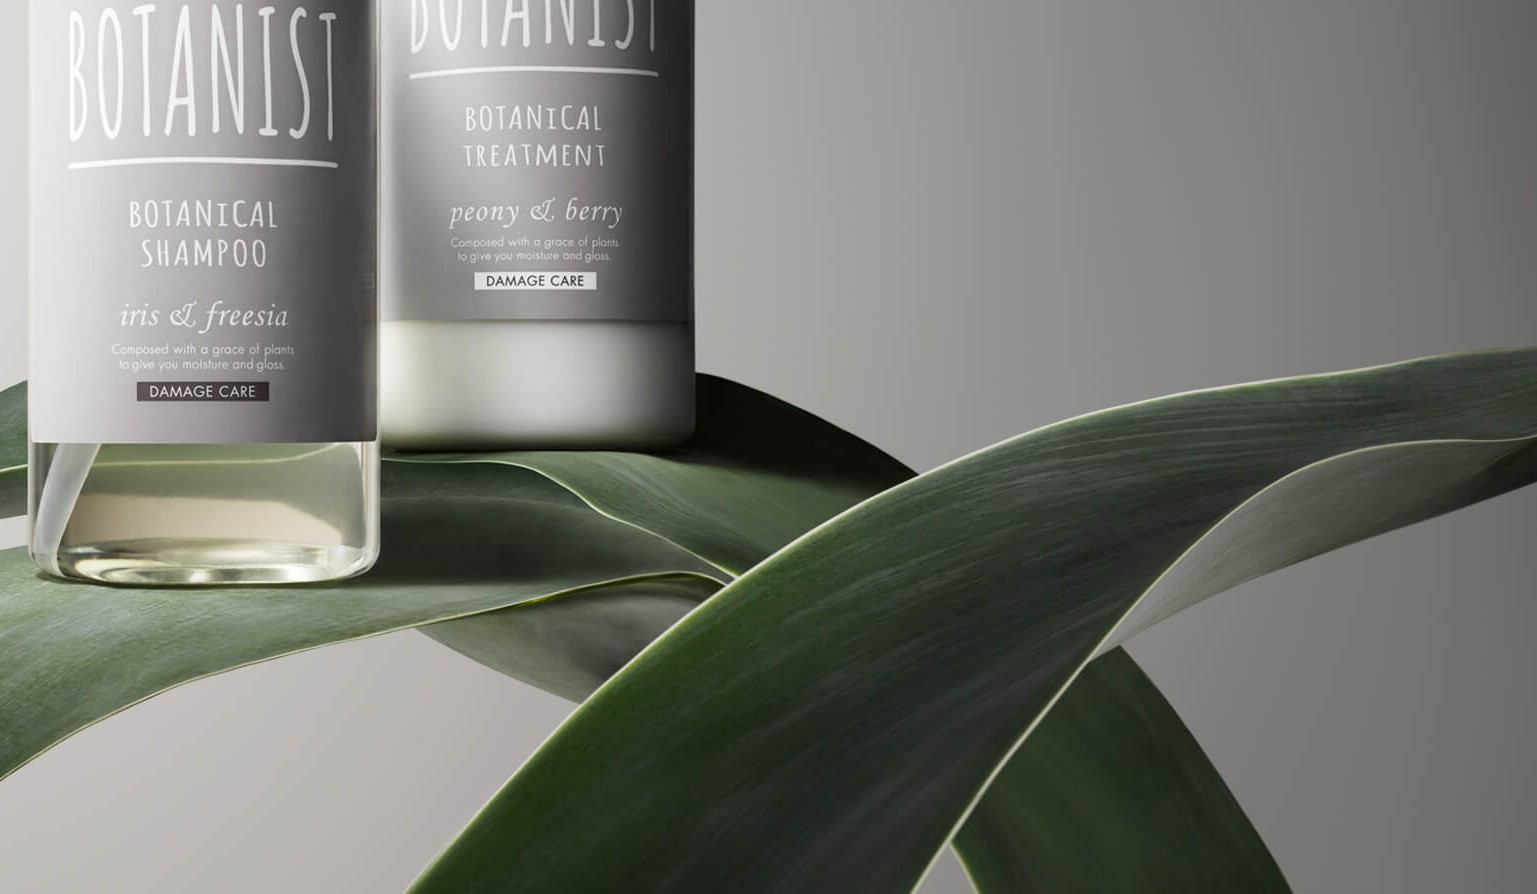 BOTANIST
BOTANICAL
SHAMPOO
iris & freesia
Composed with a grace of plants
to give you moisture and gloss.
DAMAGE CARE
BOTANIST
BOTANICAL
TREATMENT
peony & berry
Composed with a grace of plants
to give you moisture and gloss.
DAMAGE CARE